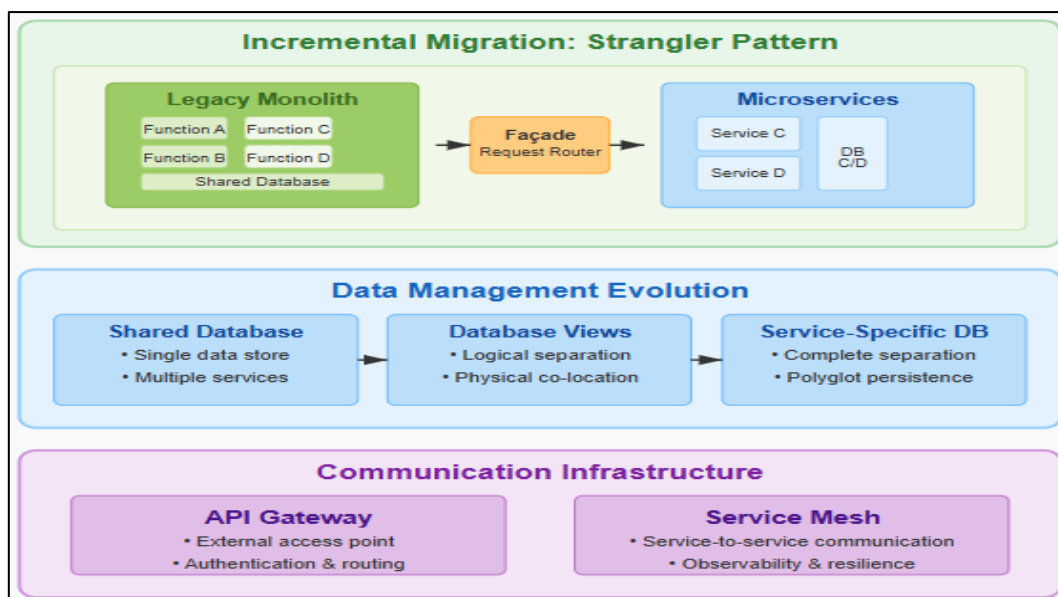 Incremental Migration: Strangler Pattern
Legacy Monolith
Function A
Function C
Function B
Function D
Shared Database
Façade
Request Router
Microservices
Service C
Service D
DB
C/D
Data Management Evolution
Shared Database
• Single data store
• Multiple services
Database Views
• Logical separation
• Physical co-location
Service-Specific DB
• Complete separation
• Polyglot persistence
Communication Infrastructure
API Gateway
• External access point
• Authentication & routing
Service Mesh
• Service-to-service communication
• Observability & resilience